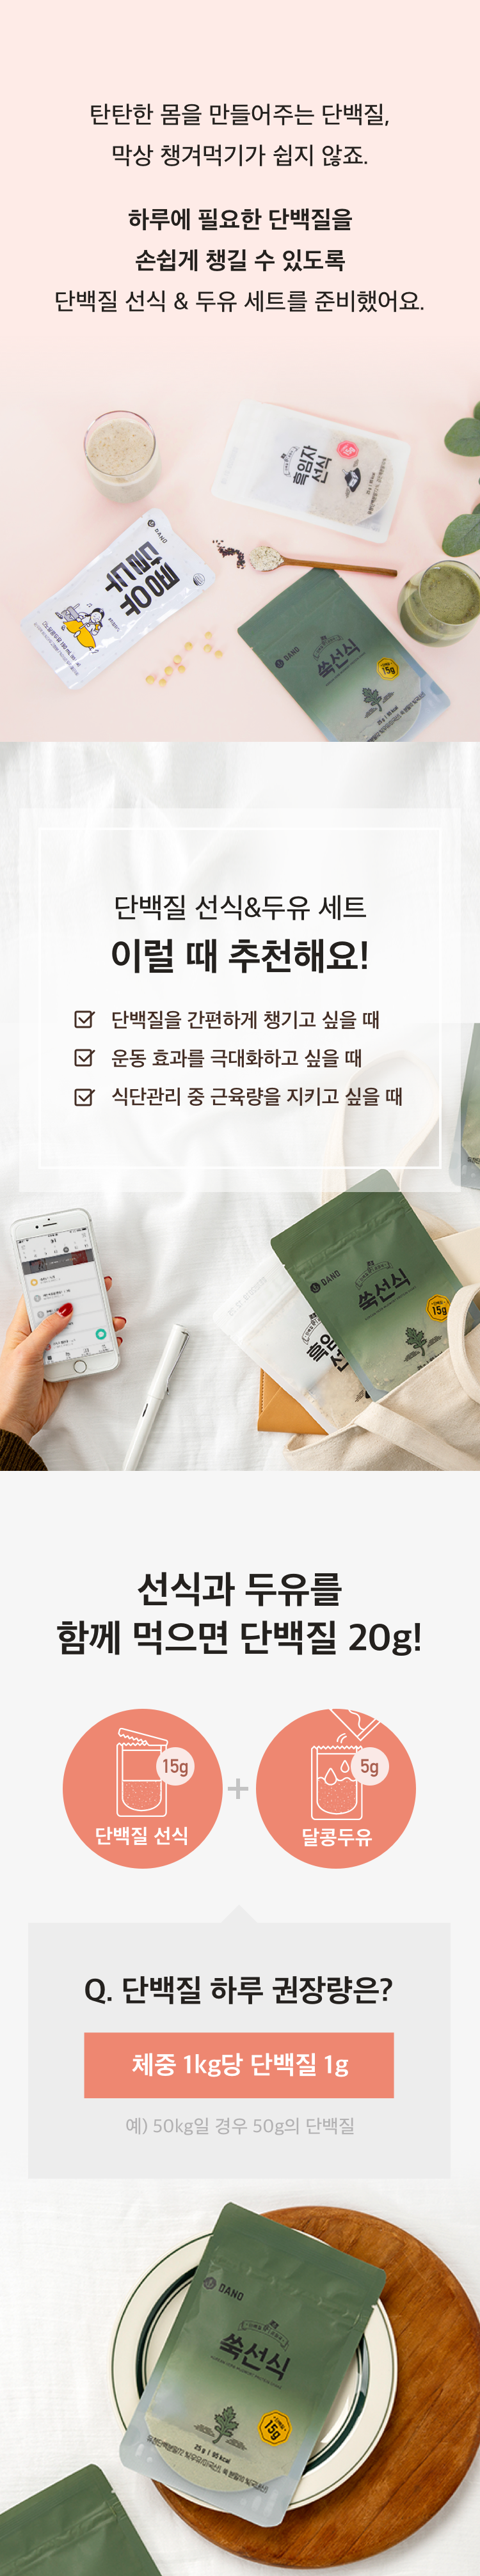 탄탄한 몸을 만들어주는 단백질,
막상 챙겨먹기가 쉽지 않죠.
하루에 필요한 단백질을
손쉽게 챙길 수 있도록
단백질 선식 & 두유 세트를 준비했어요.
흑임자
선식
DANO
달콩
두유
DANO
쑥선식
15g
단백질 선식&두유 세트
이럴 때 추천해요!
단백질을 간편하게 챙기고 싶을 때
운동 효과를 극대화하고 싶을 때
식단관리 중 근육량을 지키고 싶을 때
DANO
쑥선식
15g
선식과 두유를
함께 먹으면 단백질 20g!
15g
단백질 선식
+
5g
달콩두유
Q. 단백질 하루 권장량은?
체중 1kg당 단백질 1g
예) 50kg일 경우 50g의 단백질
DANO
쑥선식
15g
25g | 95 kcal